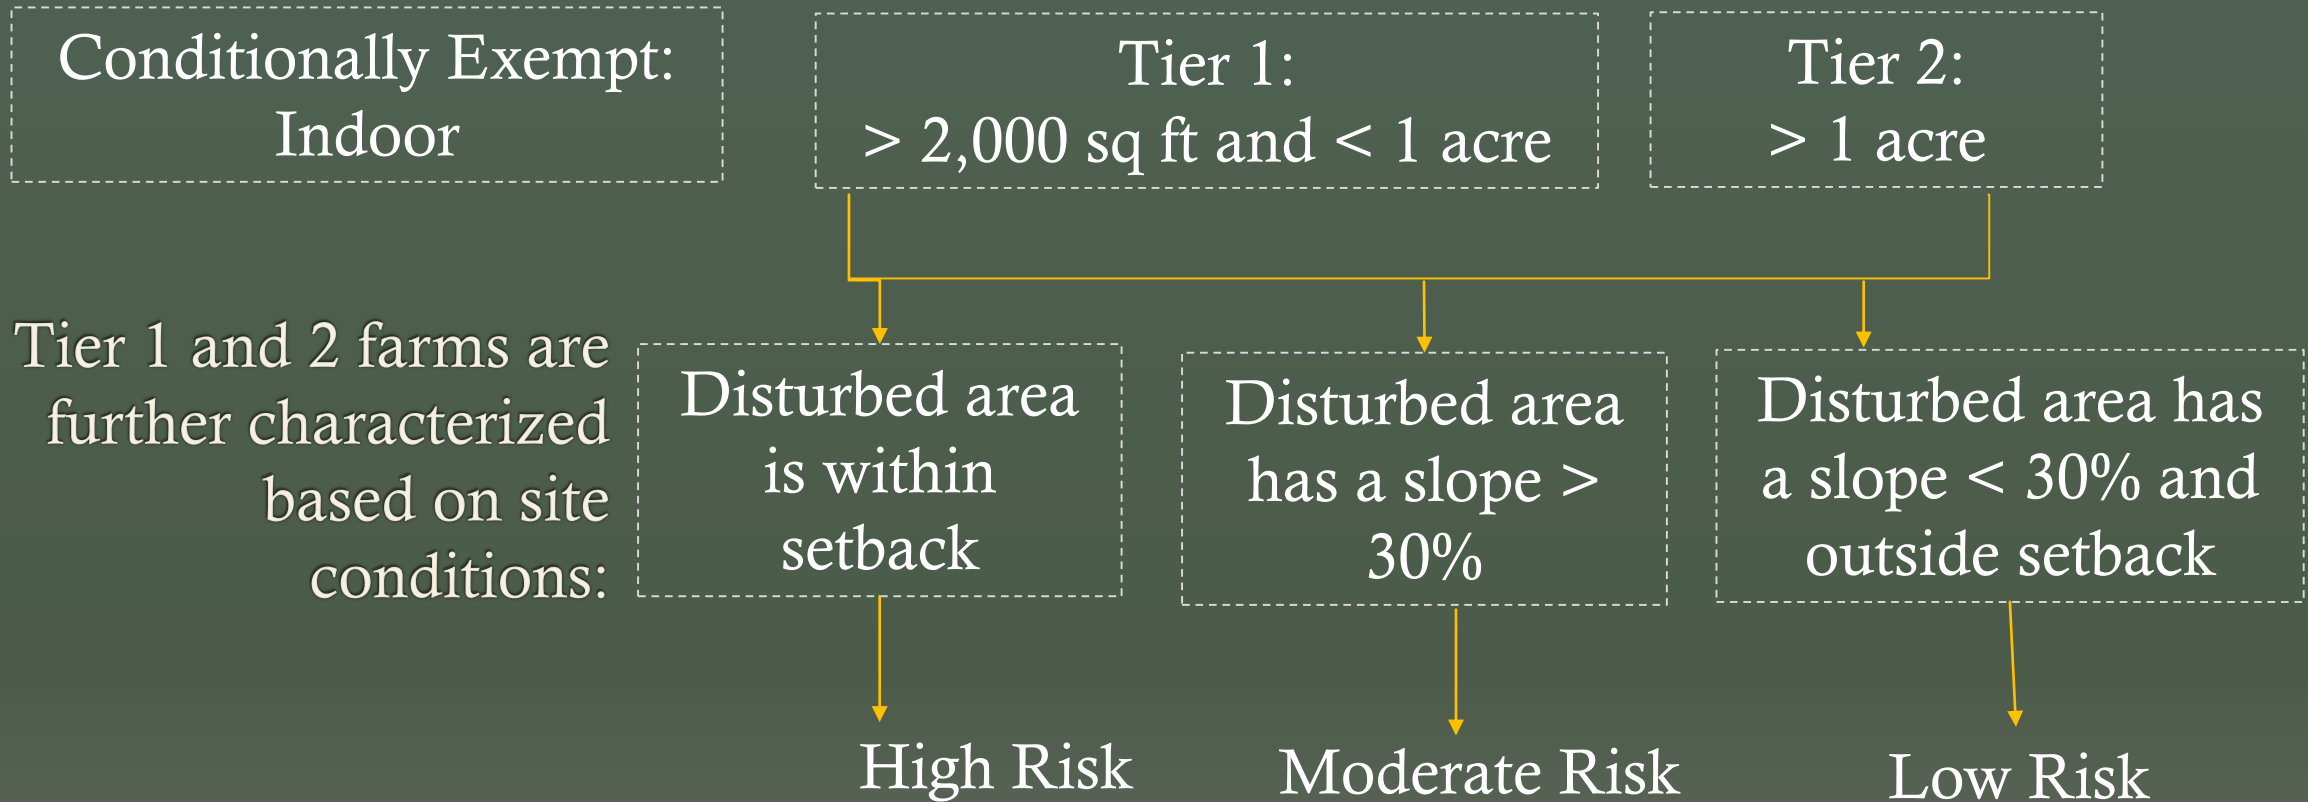 Conditionally Exempt:
Indoor
Tier 1:
> 2,000 sq ft and < 1 acre
Tier 2:
> 1 acre
Tier 1 and 2 farms are
further characterized
based on site
conditions:
Disturbed area
is within
setback
Disturbed area
has a slope >
30%
Disturbed area has
a slope < 30% and
outside setback
High Risk
Moderate Risk
Low Risk